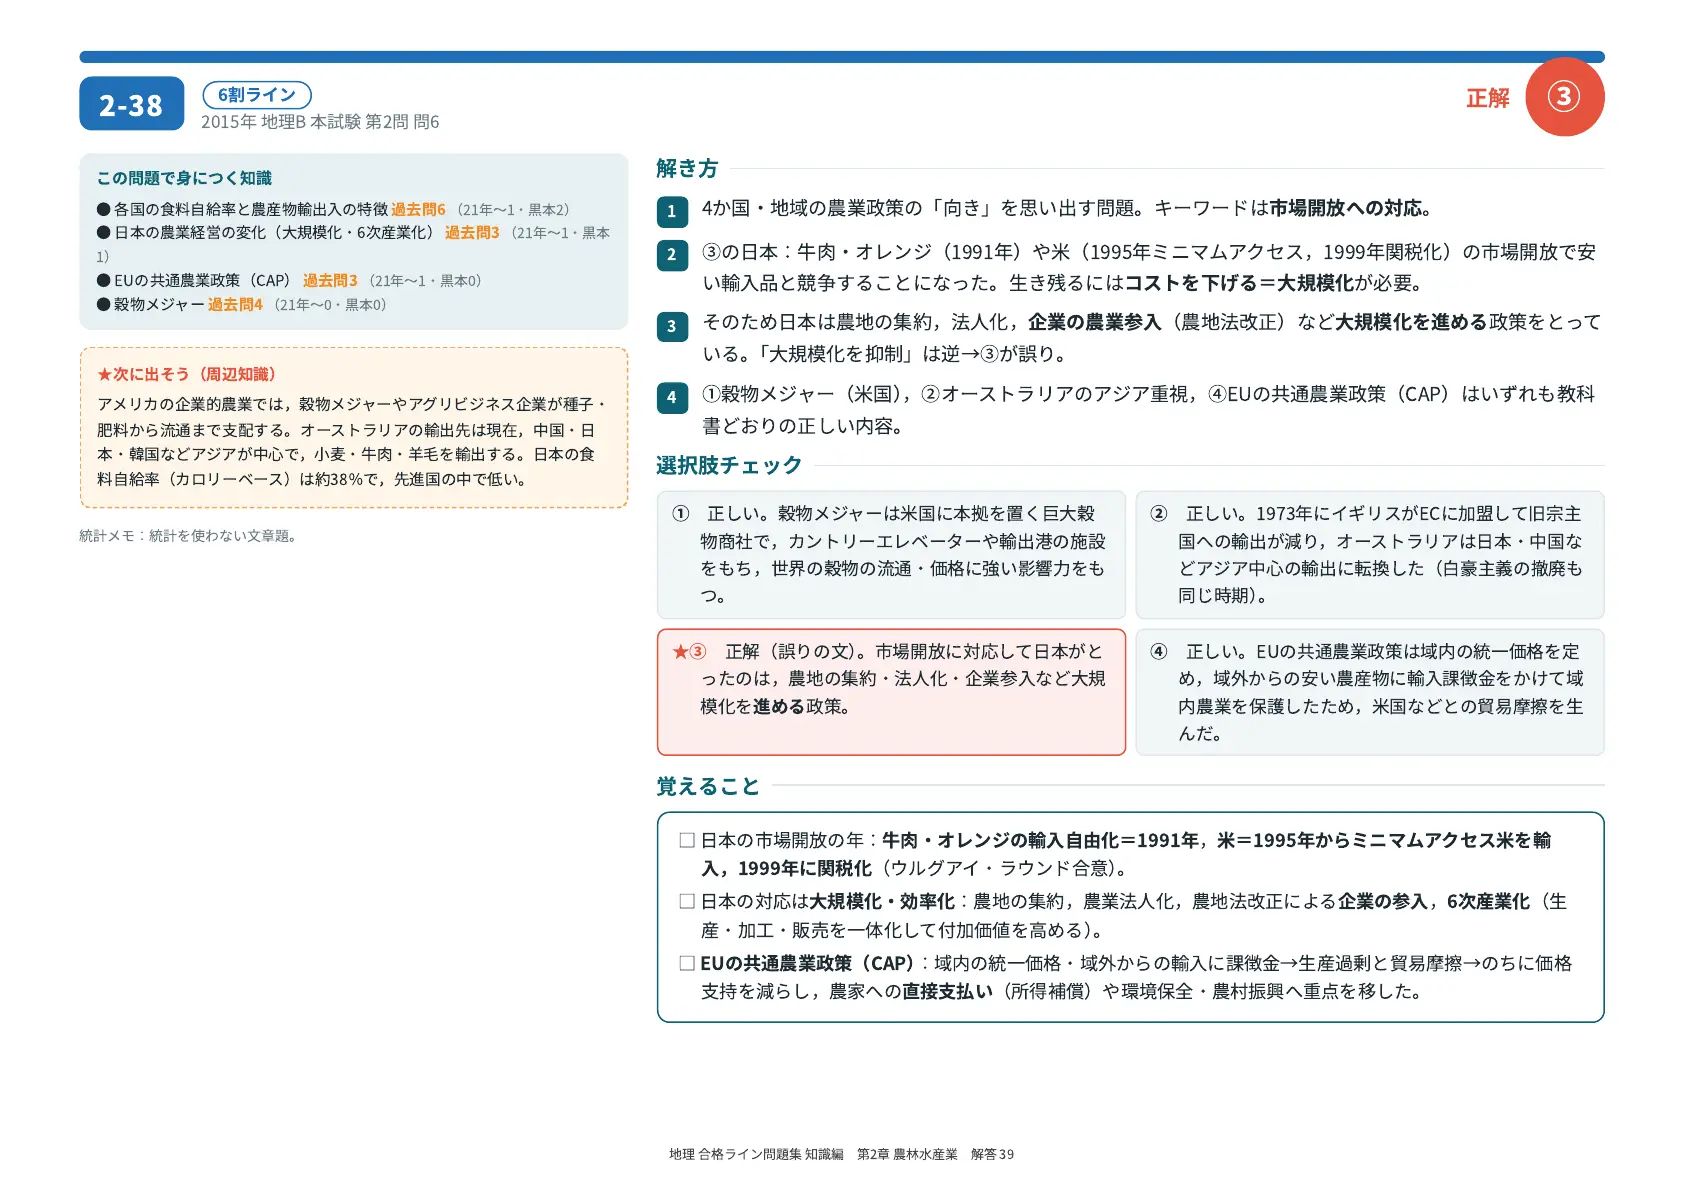 2-38
6割ライン
2015年 地理B 本試験 第2問 問6
正解 ③
この問題で身につく知識
●各国の食料自給率と農産物輸出入の特徴 過去問6（21年〜1・黒本2）
●日本の農業経営の変化（大規模化・6次産業化） 過去問3（21年〜1・黒本
1）
●EUの共通農業政策（CAP） 過去問3（21年〜1・黒本0）
●穀物メジャー 過去問4（21年〜0・黒本0）
★次に出そう（周辺知識）
アメリカの企業的農業では，穀物メジャーやアグリビジネス企業が種子・
肥料から流通まで支配する。オーストラリアの輸出先は現在，中国・日
本・韓国などアジアが中心で，小麦・牛肉・羊毛を輸出する。日本の食
料自給率（カロリーベース）は約38％で，先進国の中で低い。
統計メモ：統計を使わない文章題。
解き方
1 4か国・地域の農業政策の「向き」を思い出す問題。キーワードは市場開放への対応。
2 ③の日本：牛肉・オレンジ（1991年）や米（1995年ミニマムアクセス，1999年関税化）の市場開放で安
い輸入品と競争することになった。生き残るにはコストを下げる＝大規模化が必要。
3 そのため日本は農地の集約，法人化，企業の農業参入（農地法改正）など大規模化を進める政策をとって
いる。「大規模化を抑制」は逆→③が誤り。
4 ①穀物メジャー（米国），②オーストラリアのアジア重視，④EUの共通農業政策（CAP）はいずれも教科
書どおりの正しい内容。
選択肢チェック
① 正しい。穀物メジャーは米国に本拠を置く巨大穀
物商社で，カントリーエレベーターや輸出港の施設
をもち，世界の穀物の流通・価格に強い影響力をも
つ。
② 正しい。1973年にイギリスがECに加盟して旧宗主
国への輸出が減り，オーストラリアは日本・中国な
どアジア中心の輸出に転換した（白豪主義の撤廃も
同じ時期）。
★③ 正解（誤りの文）。市場開放に対応して日本がと
ったのは，農地の集約・法人化・企業参入など大規
模化を進める政策。
④ 正しい。EUの共通農業政策は域内の統一価格を定
め，域外からの安い農産物に輸入課徴金をかけて域
内農業を保護したため，米国などとの貿易摩擦を生
んだ。
覚えること
□ 日本の市場開放の年：牛肉・オレンジの輸入自由化＝1991年，米＝1995年からミニマムアクセス米を輸
入，1999年に関税化（ウルグアイ・ラウンド合意）。
□ 日本の対応は大規模化・効率化：農地の集約，農業法人化，農地法改正による企業の参入，6次産業化（生
産・加工・販売を一体化して付加価値を高める）。
□ EUの共通農業政策（CAP）：域内の統一価格・域外からの輸入に課徴金→生産過剰と貿易摩擦→のちに価格
支持を減らし，農家への直接支払い（所得補償）や環境保全・農村振興へ重点を移した。
地理 合格ライン問題集 知識編　第2章 農林水産業　解答 39